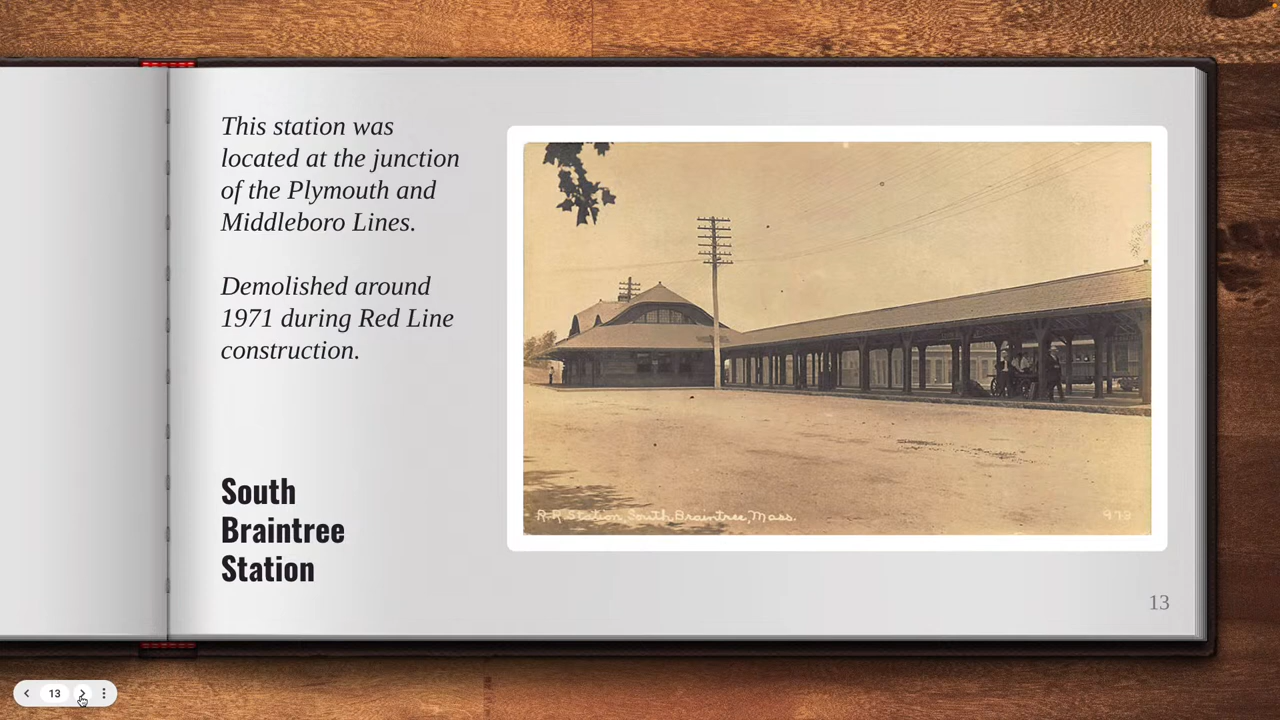 This station was
located at the junction
of the Plymouth and
Middleboro Lines.
Demolished around
1971 during Red Line
construction.
South
Braintree
Station
R.R. Station, South Braintree, Mass.
973
13
13